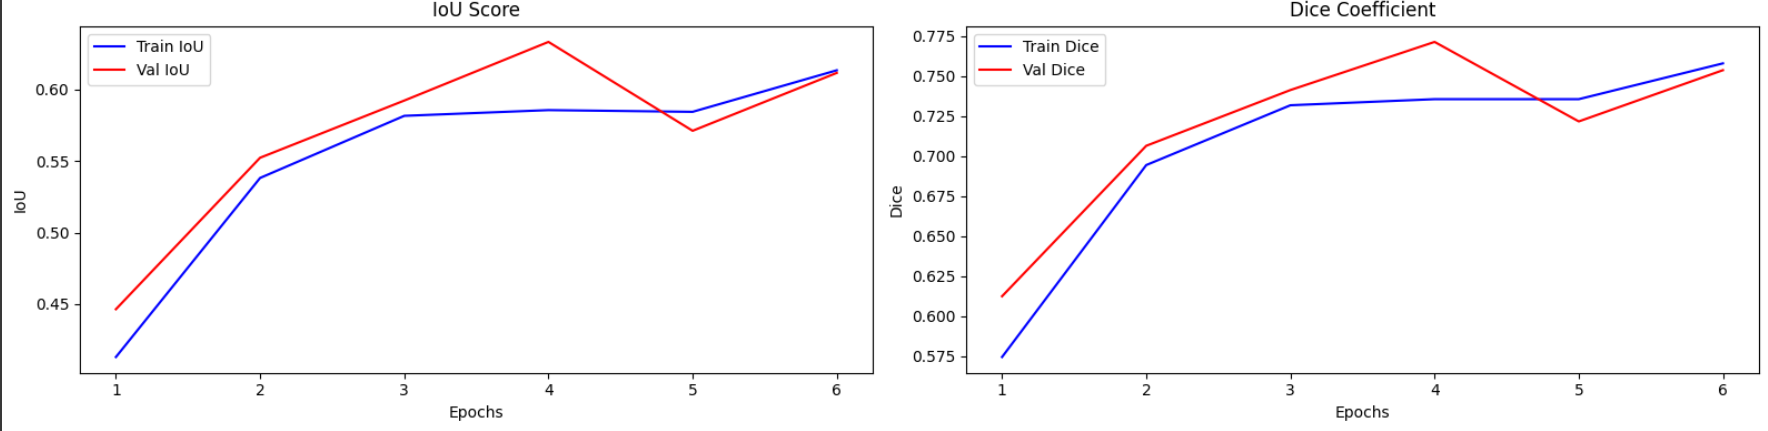 IoU Score
Train IoU
Val IoU
0.60
0.55
0.50
0.45
IoU
1 2 3 4 5 6
Epochs
Dice Coefficient
Train Dice
Val Dice
0.775
0.750
0.725
0.700
0.675
0.650
0.625
0.600
0.575
Dice
1 2 3 4 5 6
Epochs